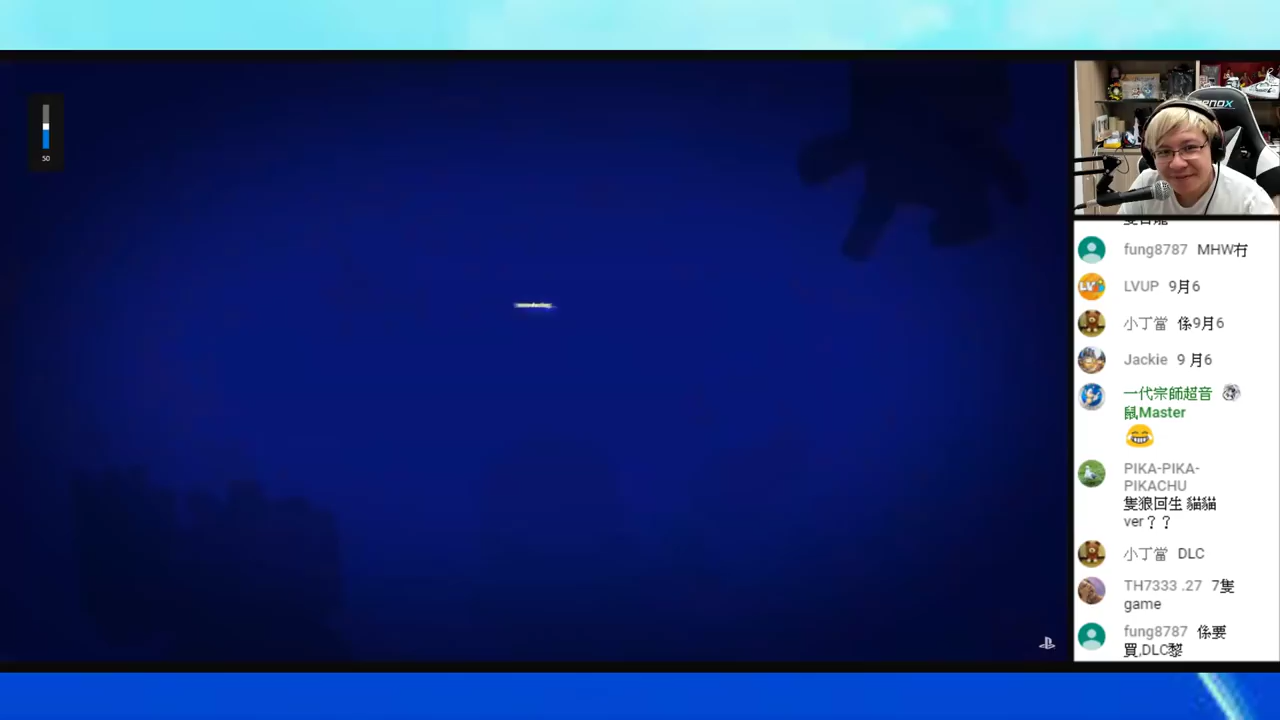 50
fung8787 MHW冇
LVUP 9月6
小丁當 係9月6
Jackie 9 月6
一代宗師超音
鼠Master
PIKA-PIKA-
PIKACHU
隻狼回生 貓貓
ver？？
小丁當 DLC
TH7333 .27 7隻
game
fung8787 係要
買,DLC黎